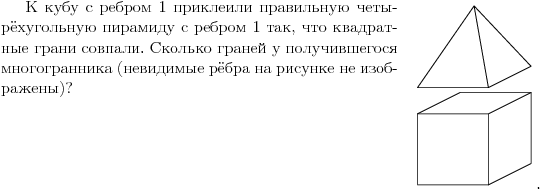 К кубу с ребром 1 приклеили правильную четы-
рёхугольную пирамиду с ребром 1 так, что квадрат-
ные грани совпали. Сколько граней у получившегося
многогранника (невидимые рёбра на рисунке не изоб-
ражены)?